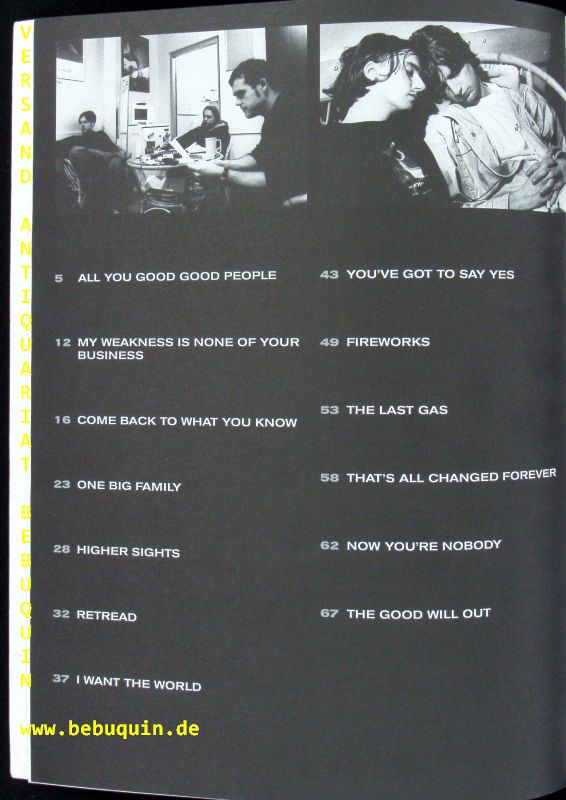 VERSAND ANTIQUARIAT BEBUQUIN
5 ALL YOU GOOD GOOD PEOPLE
12 MY WEAKNESS IS NONE OF YOUR
BUSINESS
16 COME BACK TO WHAT YOU KNOW
23 ONE BIG FAMILY
28 HIGHER SIGHTS
32 RETREAD
37 I WANT THE WORLD
43 YOU'VE GOT TO SAY YES
49 FIREWORKS
53 THE LAST GAS
58 THAT'S ALL CHANGED FOREVER
62 NOW YOU'RE NOBODY
67 THE GOOD WILL OUT
www.bebuquin.de